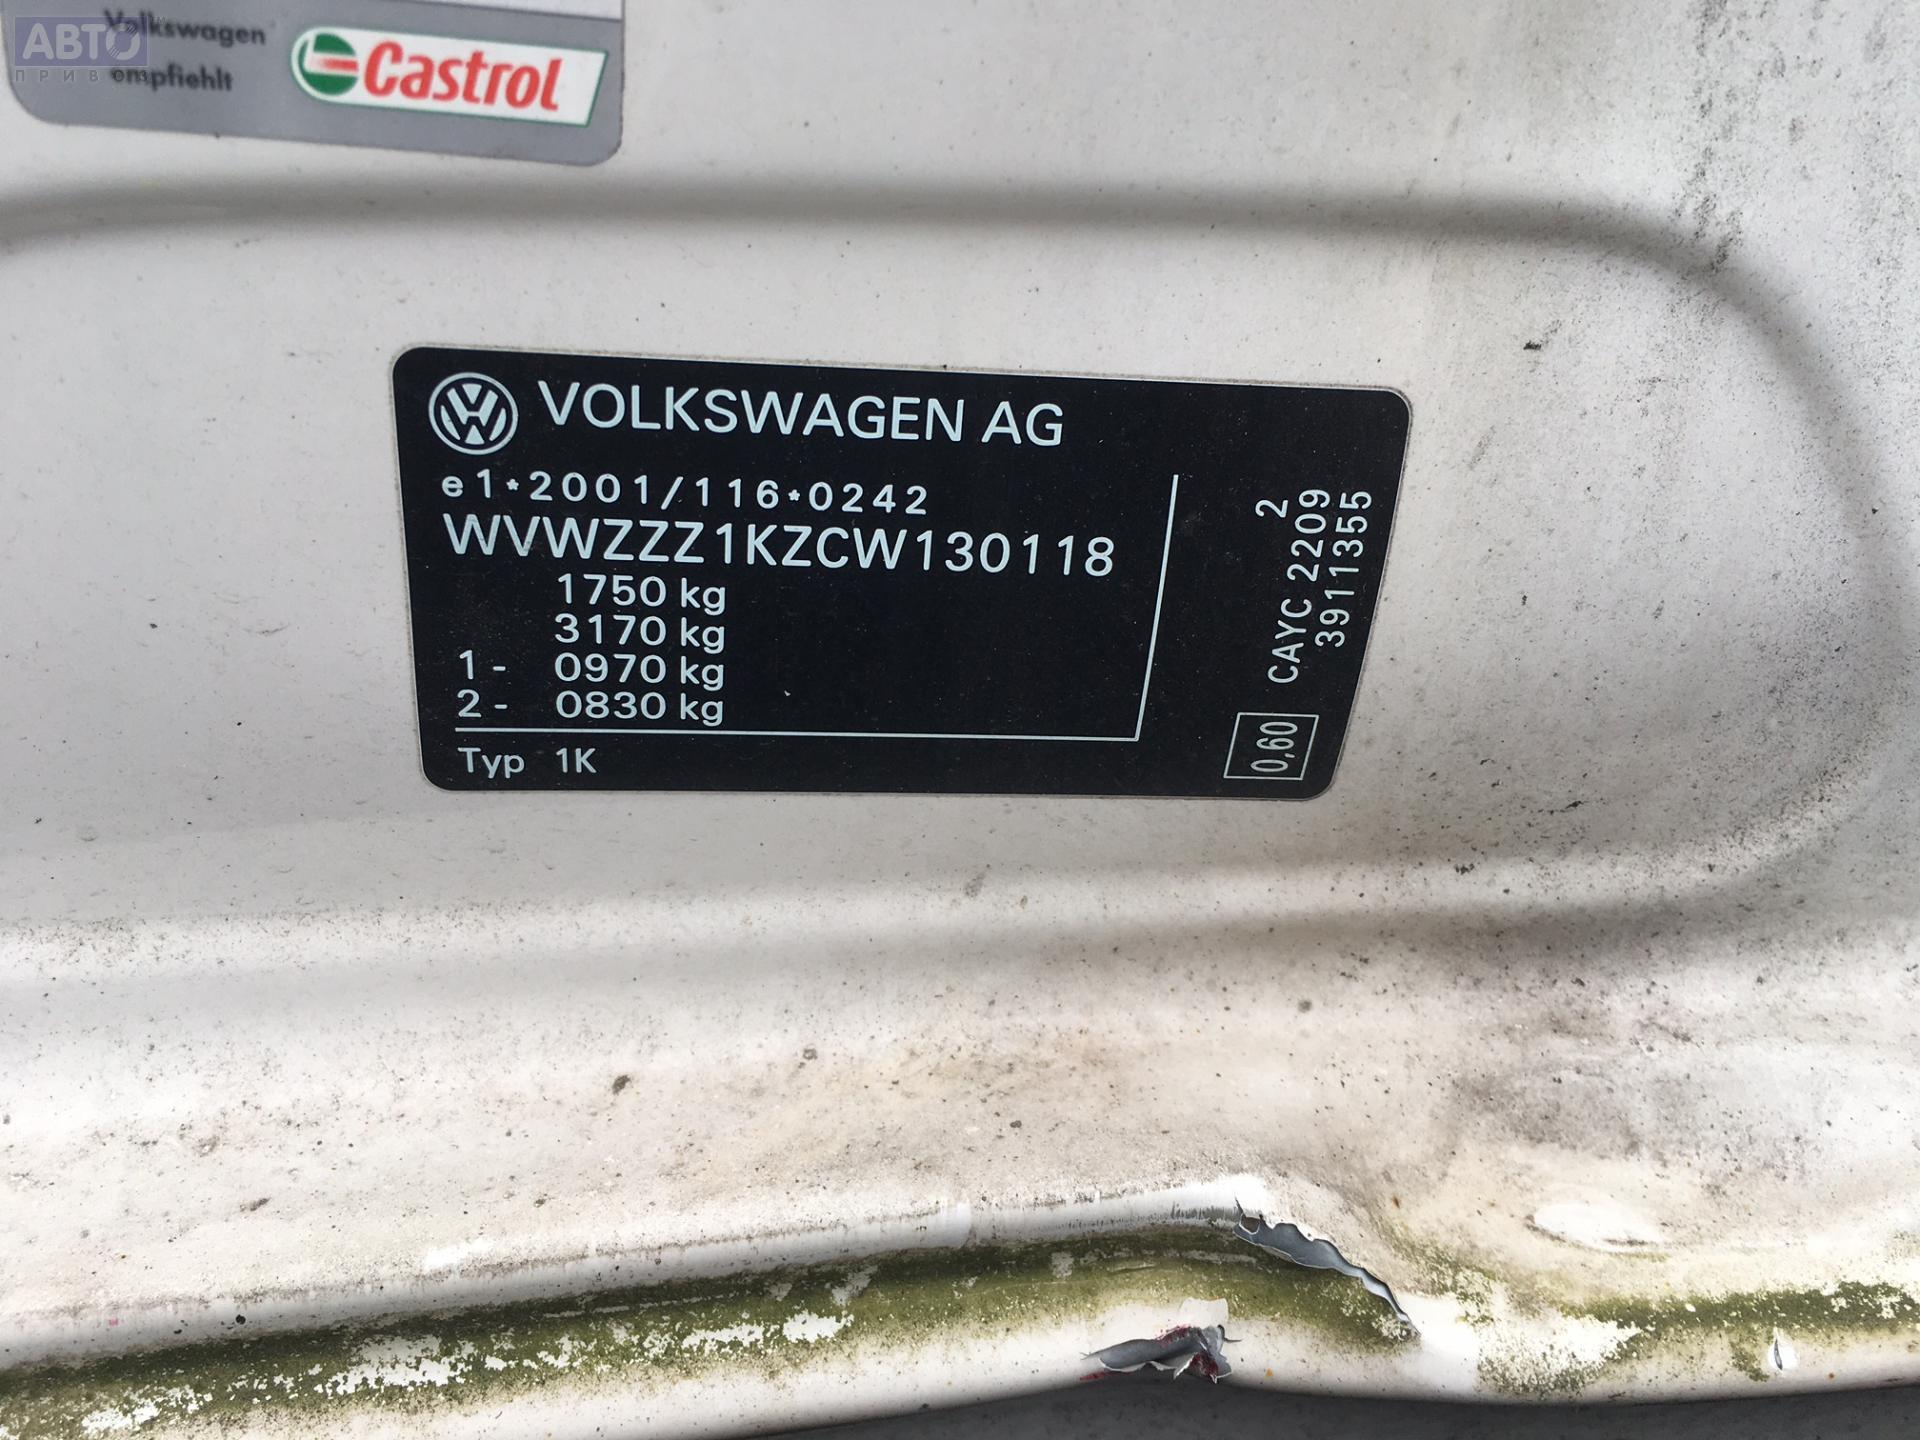 АВТО
ПРИВОЗ
Volkswagen
empfiehlt
Castrol
VOLKSWAGEN AG
e1*2001/116*0242
WVWZZZ1KZCW130118
1750 kg
3170 kg
1- 0970 kg
2- 0830 kg
Typ 1K
2
CAYC 2209
3911355
0,60